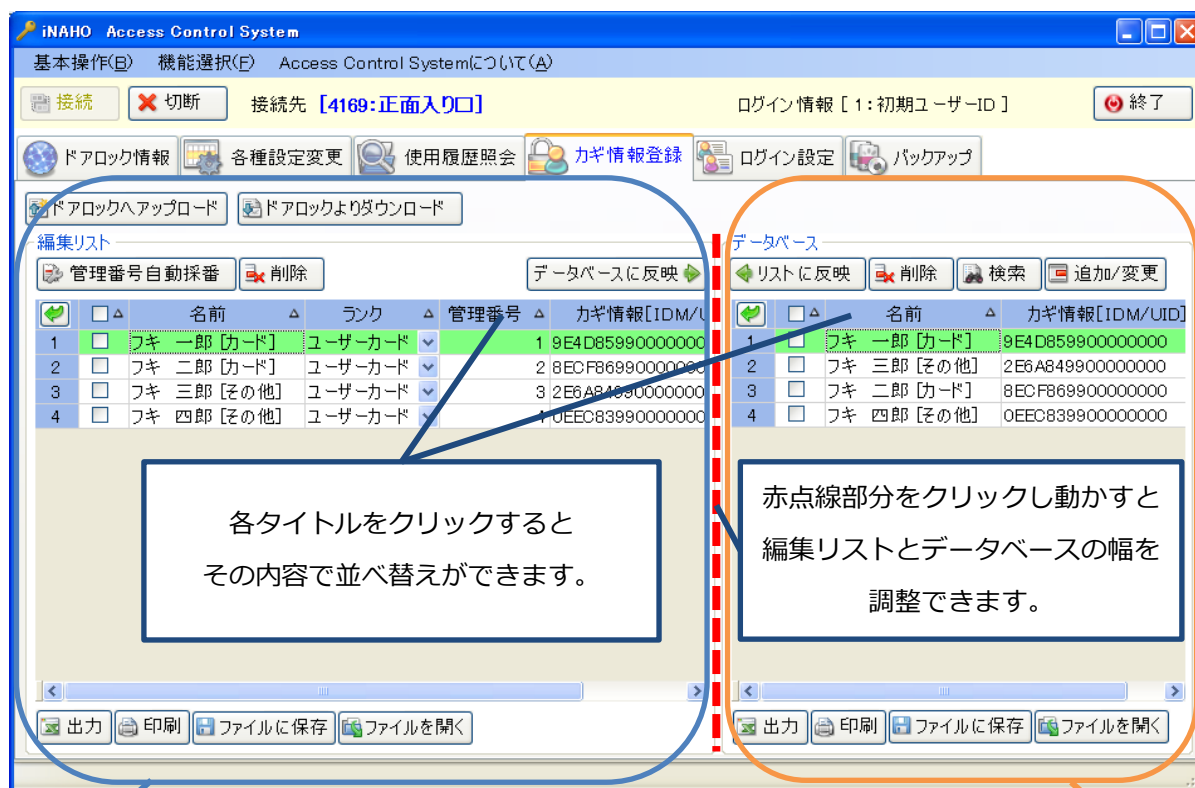 iNAHO Access Control System
基本操作(B) 機能選択(F) Access Control Systemについて(A)
接続 切断 接続先 [4169:正面入り口] ログイン情報 [ 1:初期ユーザーID ] 終了
ドアロック情報 各種設定変更 使用履歴照会 カギ情報登録 ログイン設定 バックアップ
ドアロックへアップロード ドアロックよりダウンロード
編集リスト
管理番号自動採番 削除 データベースに反映
名前 ランク 管理番号 カギ情報[IDM/U
1 フキ 一郎 [カード] ユーザーカード 1 9E4D859900000000
2 フキ 二郎 [カード] ユーザーカード 2 8ECF869900000000
3 フキ 三郎 [その他] ユーザーカード 3 2E6A849900000000
4 フキ 四郎 [その他] ユーザーカード 4 0EEC839900000000
各タイトルをクリックすると
その内容で並べ替えができます。
出力 印刷 ファイルに保存 ファイルを開く
データベース
リストに反映 削除 検索 追加/変更
名前 カギ情報[IDM/UID]
1 フキ 一郎 [カード] 9E4D859900000000
2 フキ 三郎 [その他] 2E6A849900000000
3 フキ 二郎 [カード] 8ECF869900000000
4 フキ 四郎 [その他] 0EEC839900000000
赤点線部分をクリックし動かすと
編集リストとデータベースの幅を
調整できます。
出力 印刷 ファイルに保存 ファイルを開く